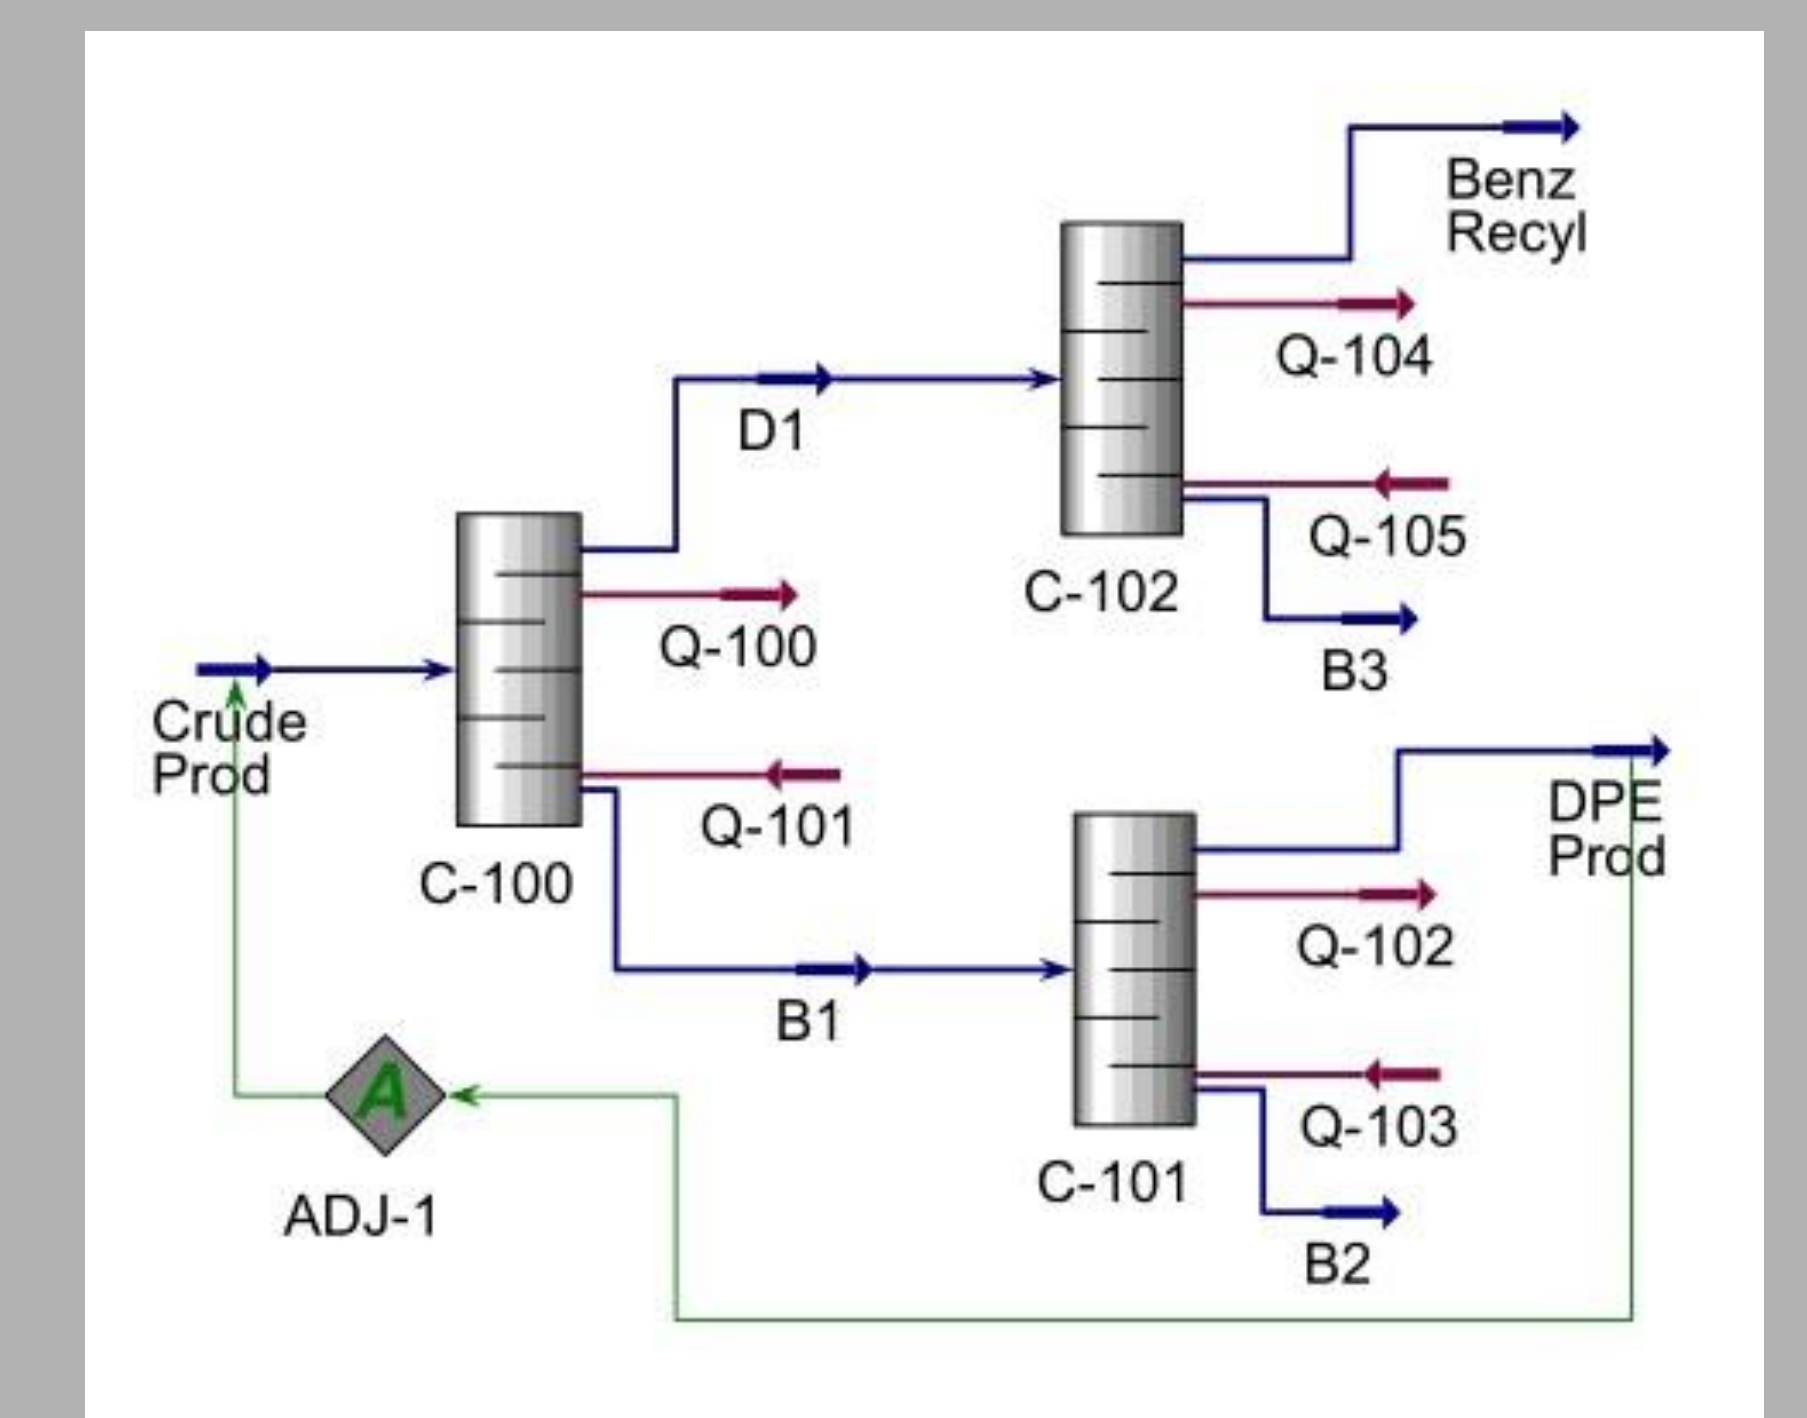 Benz
Recyl
Q-104
D1
Q-105
C-102
Q-100
B3
Crude
Prod
Q-101
DPE
Prod
C-100
Q-102
B1
Q-103
C-101
A
ADJ-1
B2